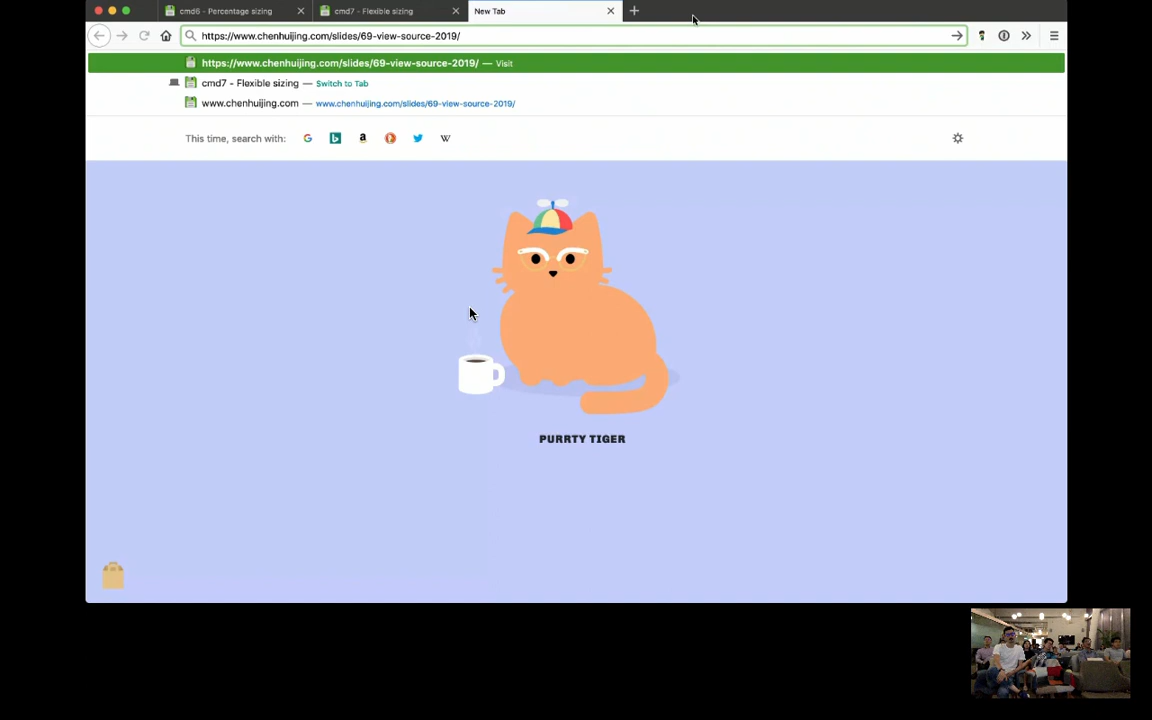 cmd6 - Percentage sizing
cmd7 - Flexible sizing
New Tab
https://www.chenhuijing.com/slides/69-view-source-2019/
https://www.chenhuijing.com/slides/69-view-source-2019/ — Visit
cmd7 - Flexible sizing — Switch to Tab
www.chenhuijing.com — www.chenhuijing.com/slides/69-view-source-2019/
This time, search with:
PURRTY TIGER